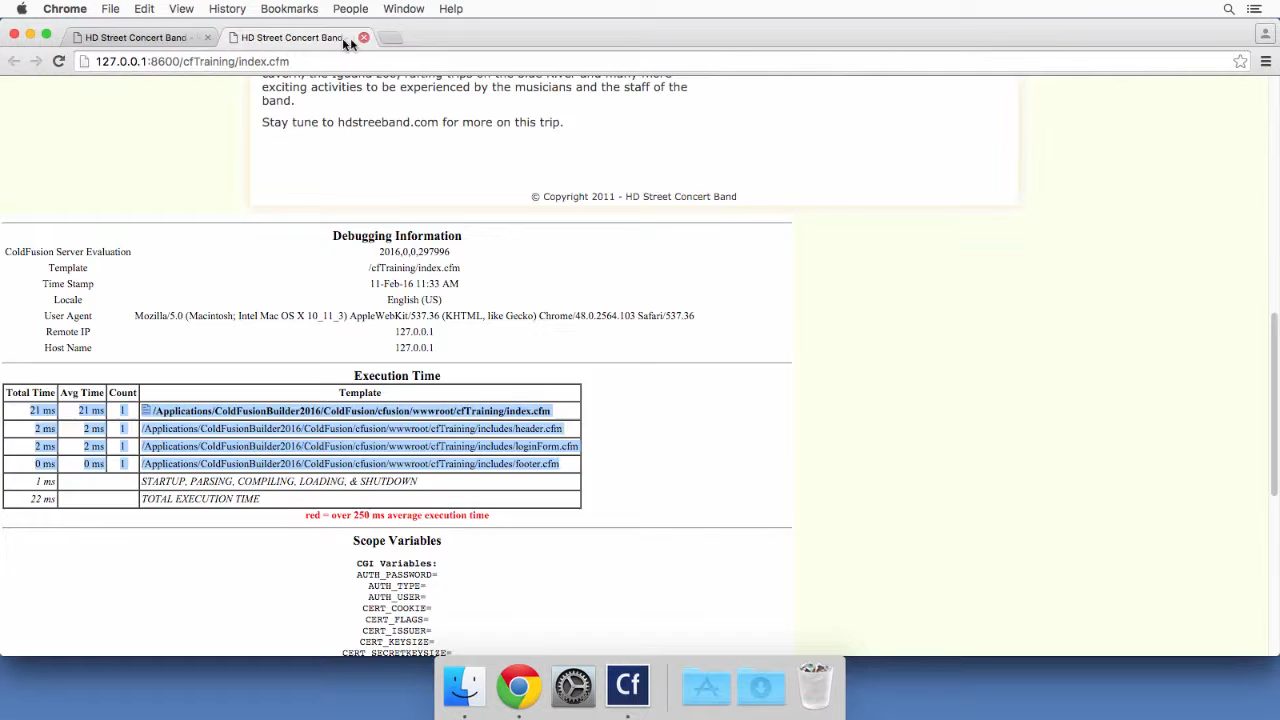 Chrome File Edit View History Bookmarks People Window Help
HD Street Concert Band - HD Street Concert Band
127.0.0.1:8600/cfTraining/index.cfm
exciting activities to be experienced by the musicians and the staff of the
band.
Stay tune to hdstreeband.com for more on this trip.
© Copyright 2011 - HD Street Concert Band
Debugging Information
ColdFusion Server Evaluation 2016,0,0,297996
Template /cfTraining/index.cfm
Time Stamp 11-Feb-16 11:33 AM
Locale English (US)
User Agent Mozilla/5.0 (Macintosh; Intel Mac OS X 10_11_3) AppleWebKit/537.36 (KHTML, like Gecko) Chrome/48.0.2564.103 Safari/537.36
Remote IP 127.0.0.1
Host Name 127.0.0.1
Execution Time
Total Time Avg Time Count Template
21 ms 21 ms 1 /Applications/ColdFusionBuilder2016/ColdFusion/cfusion/wwwroot/cfTraining/index.cfm
2 ms 2 ms 1 /Applications/ColdFusionBuilder2016/ColdFusion/cfusion/wwwroot/cfTraining/includes/header.cfm
2 ms 2 ms 1 /Applications/ColdFusionBuilder2016/ColdFusion/cfusion/wwwroot/cfTraining/includes/loginForm.cfm
0 ms 0 ms 1 /Applications/ColdFusionBuilder2016/ColdFusion/cfusion/wwwroot/cfTraining/includes/footer.cfm
1 ms STARTUP, PARSING, COMPILING, LOADING, & SHUTDOWN
22 ms TOTAL EXECUTION TIME
red = over 250 ms average execution time
Scope Variables
CGI Variables:
AUTH_PASSWORD=
AUTH_TYPE=
AUTH_USER=
CERT_COOKIE=
CERT_FLAGS=
CERT_ISSUER=
CERT_KEYSIZE=
CERT_SECRETKEYSIZE=
Cf